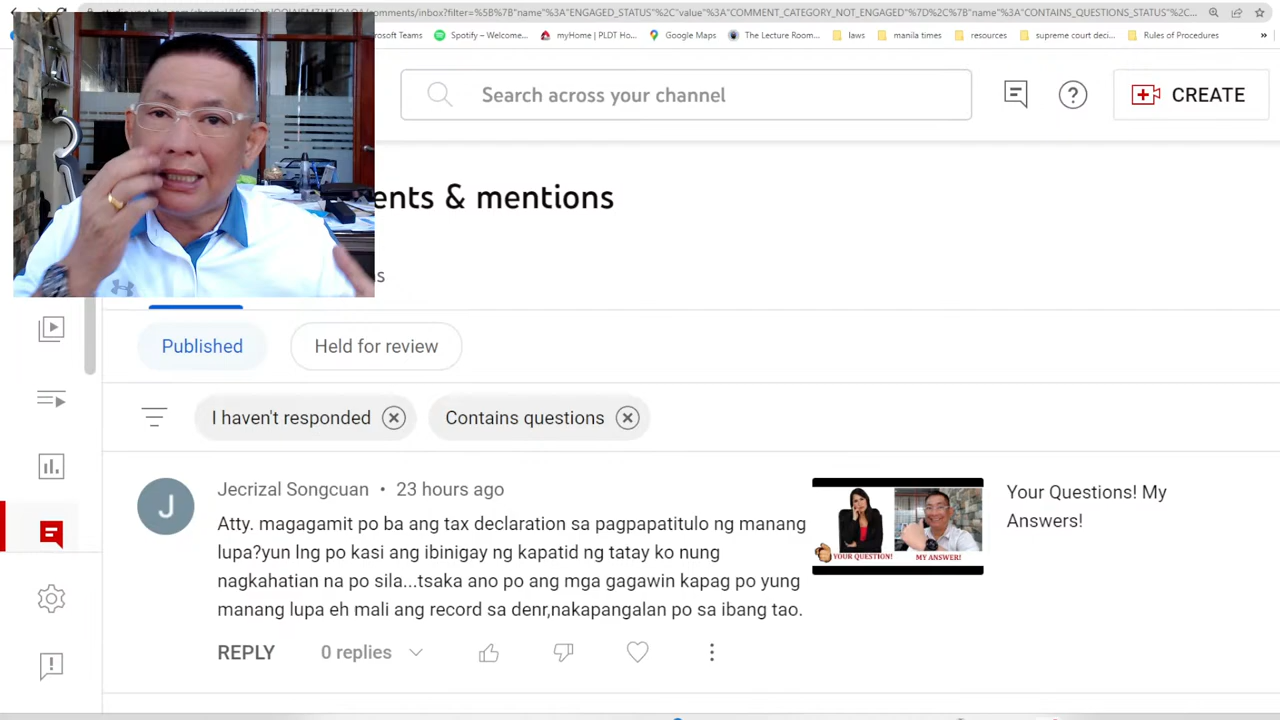 Spotify – Welcome...
myHome | PLDT Ho...
Google Maps
The Lecture Room...
laws
manila times
resources
supreme court deci...
Rules of Procedures
»
Search across your channel
CREATE
ents & mentions
s
Published
Held for review
I haven't responded
Contains questions
J
Jecrizal Songcuan • 23 hours ago
Atty. magagamit po ba ang tax declaration sa pagpapatitulo ng manang
lupa?yun lng po kasi ang ibinigay ng kapatid ng tatay ko nung
nagkahatian na po sila...tsaka ano po ang mga gagawin kapag po yung
manang lupa eh mali ang record sa denr,nakapangalan po sa ibang tao.
REPLY
0 replies
YOUR QUESTION!
MY ANSWER!
Your Questions! My
Answers!